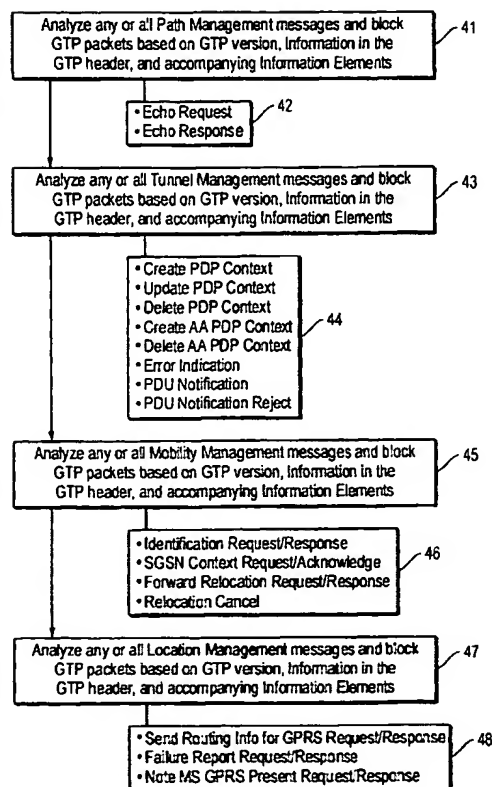 Analyze any or all Path Management messages and block
GTP packets based on GTP version, Information in the
GTP header, and accompanying Information Elements
41
• Echo Request
• Echo Response
42
Analyze any or all Tunnel Management messages and block
GTP packets based on GTP version, Information in the
GTP header, and accompanying Information Elements
43
• Create PDP Context
• Update PDP Context
• Delete PDP Context
• Create AA PDP Context
• Delete AA PDP Context
• Error Indication
• PDU Notification
• PDU Notification Reject
44
Analyze any or all Mobility Management messages and block
GTP packets based on GTP version, Information in the
GTP header, and accompanying Information Elements
45
• Identification Request/Response
• SGSN Context Request/Acknowledge
• Forward Relocation Request/Response
• Relocation Cancel
46
Analyze any or all Location Management messages and block
GTP packets based on GTP version, Information in the
GTP header, and accompanying Information Elements
47
• Send Routing Info for GPRS Request/Response
• Failure Report Request/Response
• Note MS GPRS Present Request/Response
48